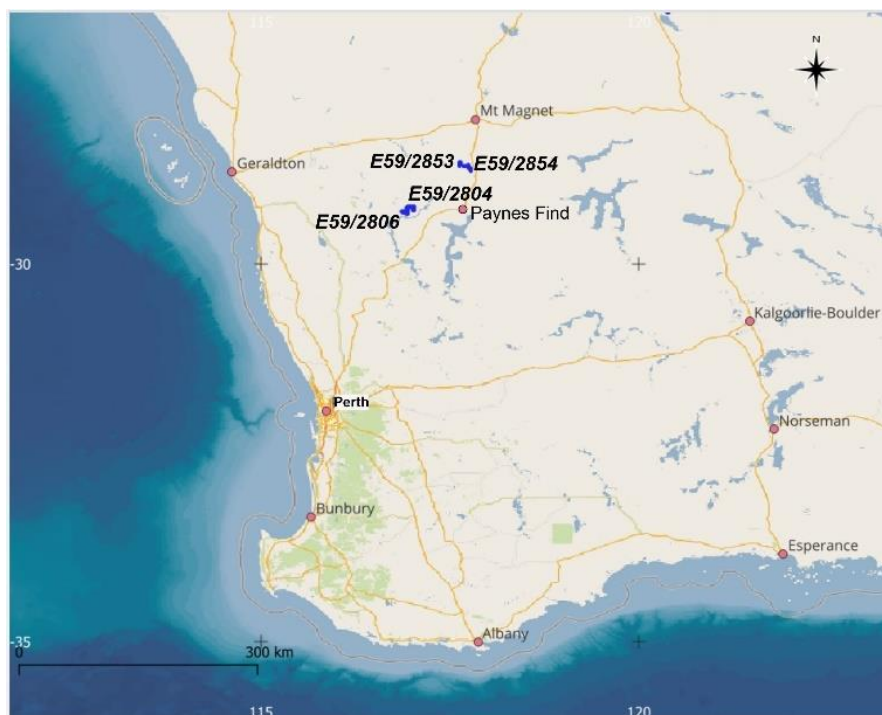 115
120
N
Mt Magnet
Geraldton
E59/2853
E59/2854
E59/2804
E59/2806
Paynes Find
-30
Kalgoorlie-Boulder
Perth
Norseman
Bunbury
Esperance
Albany
-35
0
300 km
115
120